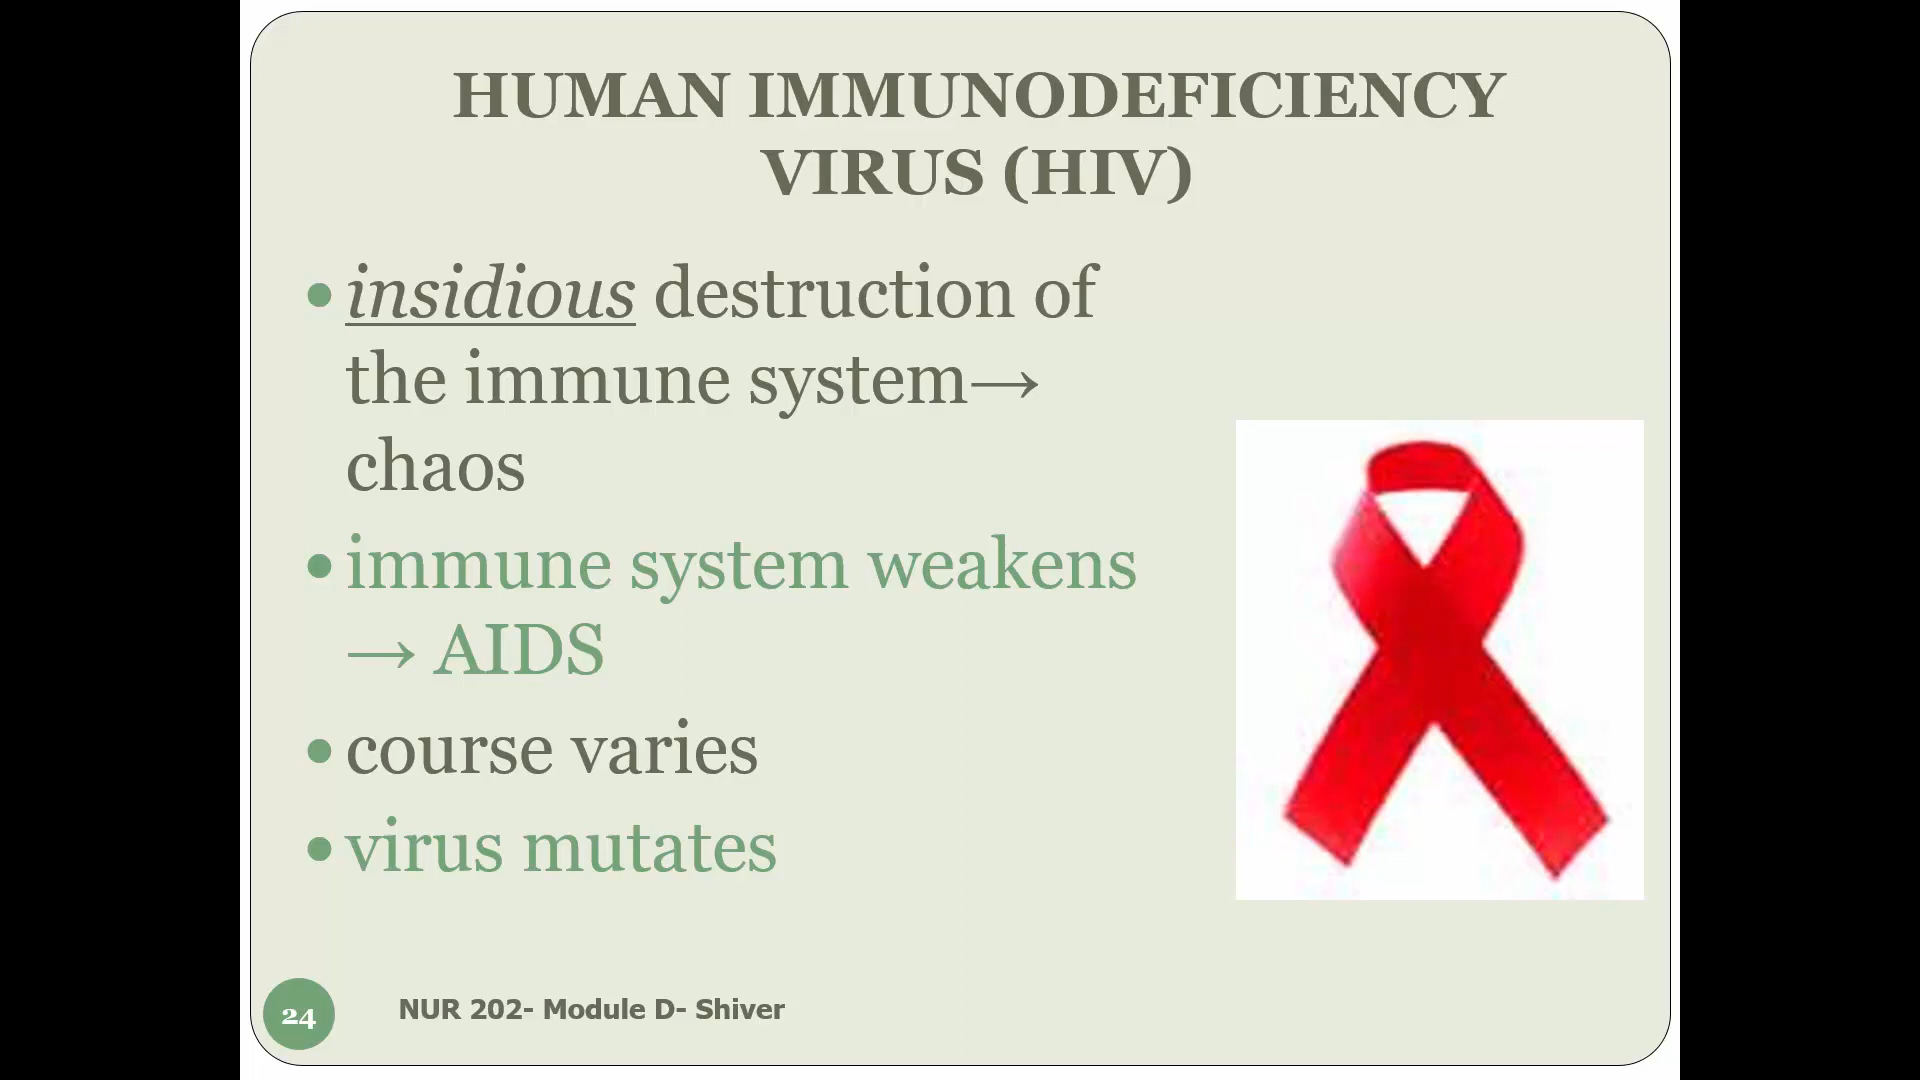 HUMAN IMMUNODEFICIENCY
VIRUS (HIV)
• insidious destruction of
the immune system→
chaos
• immune system weakens
→ AIDS
• course varies
• virus mutates
24
NUR 202- Module D- Shiver